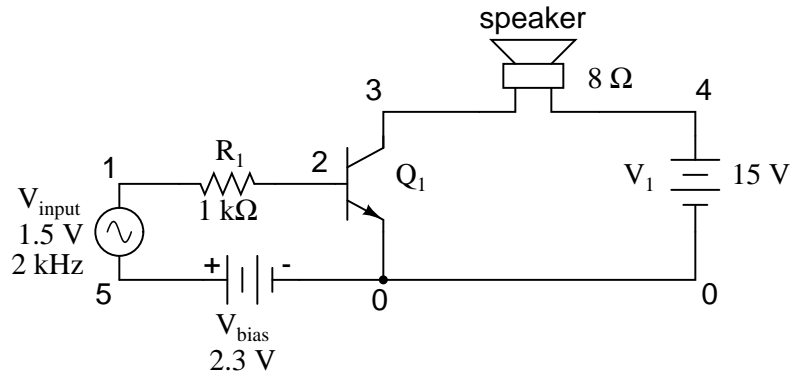 speaker
8 Ω
3
4
R1
1
2
Q1
V1
15 V
Vinput
1 kΩ
1.5 V
2 kHz
+
-
5
0
0
Vbias
2.3 V